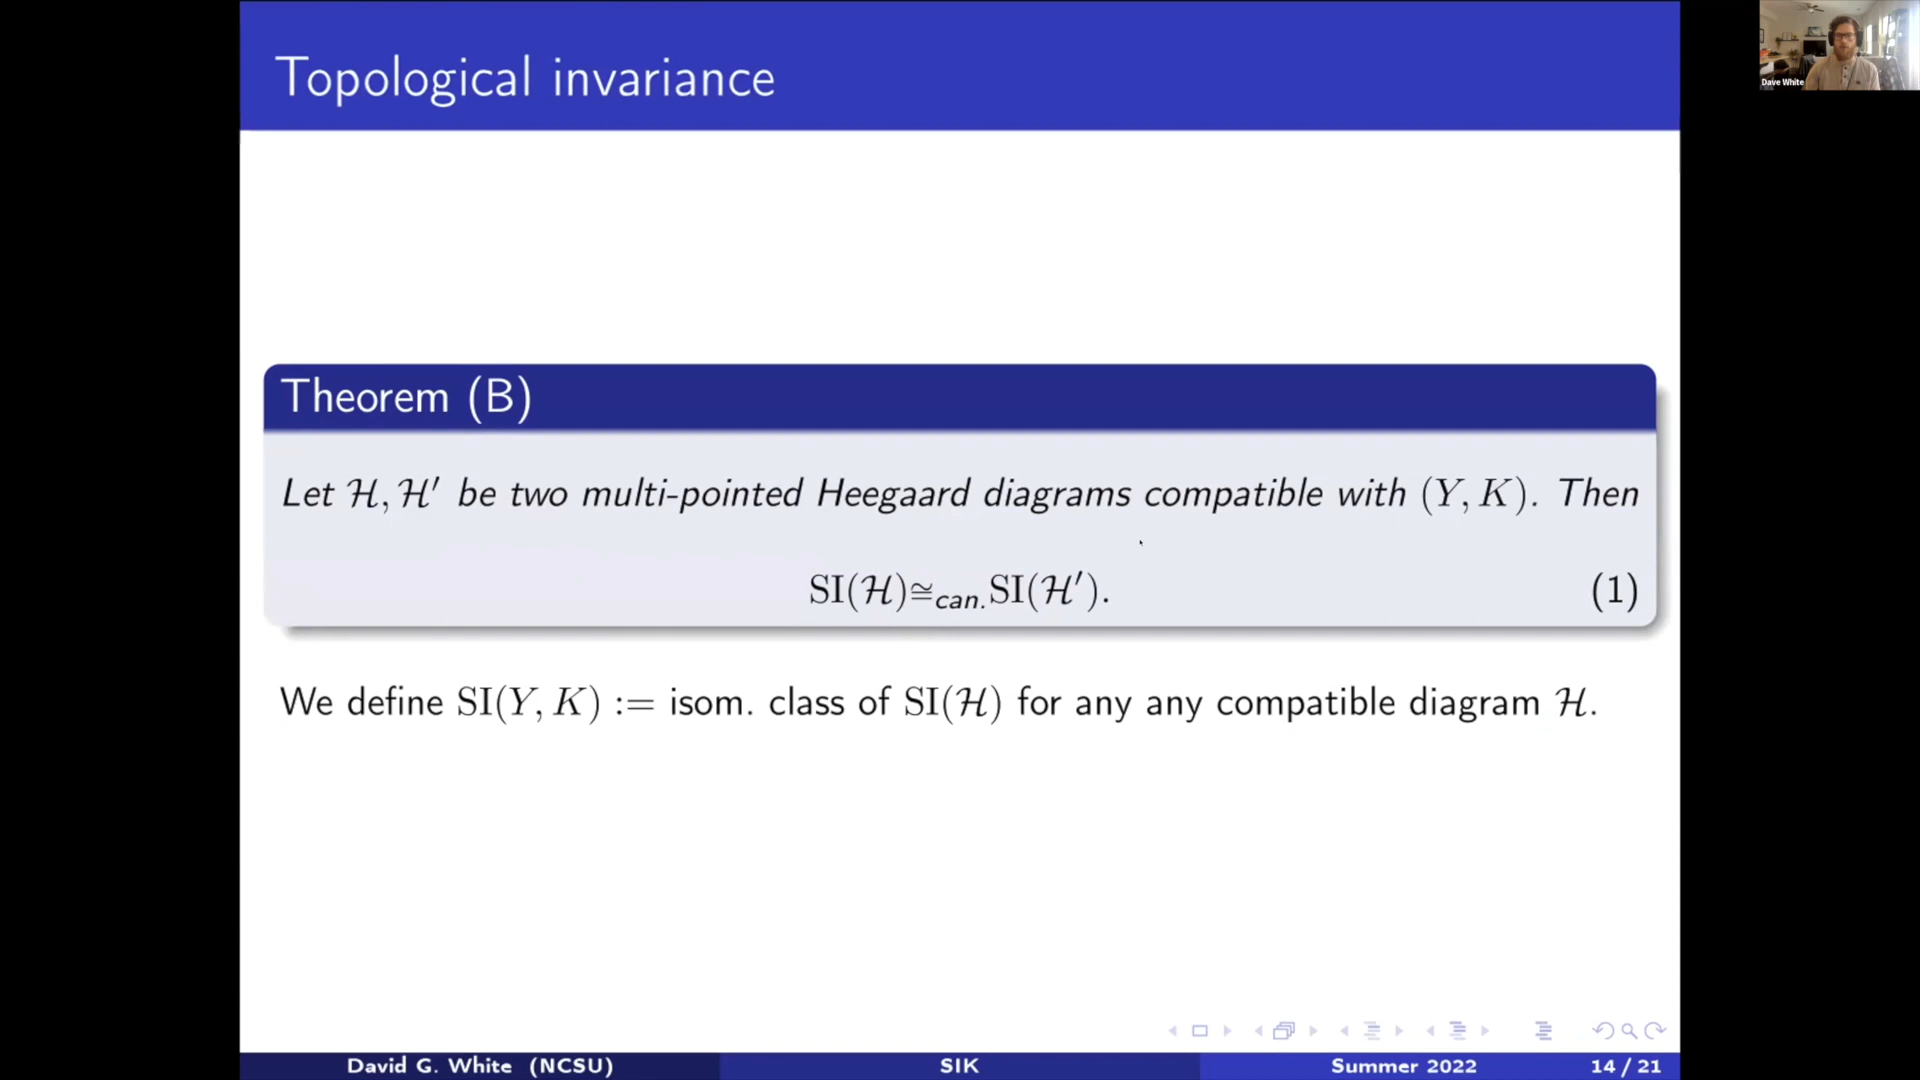 Topological invariance
Dave White
Theorem (B)
Let ℋ, ℋ′ be two multi-pointed Heegaard diagrams compatible with (Y, K). Then
SI(ℋ)≅can.SI(ℋ′). (1)
We define SI(Y, K) := isom. class of SI(ℋ) for any any compatible diagram ℋ.
David G. White (NCSU) SIK Summer 2022 14 / 21